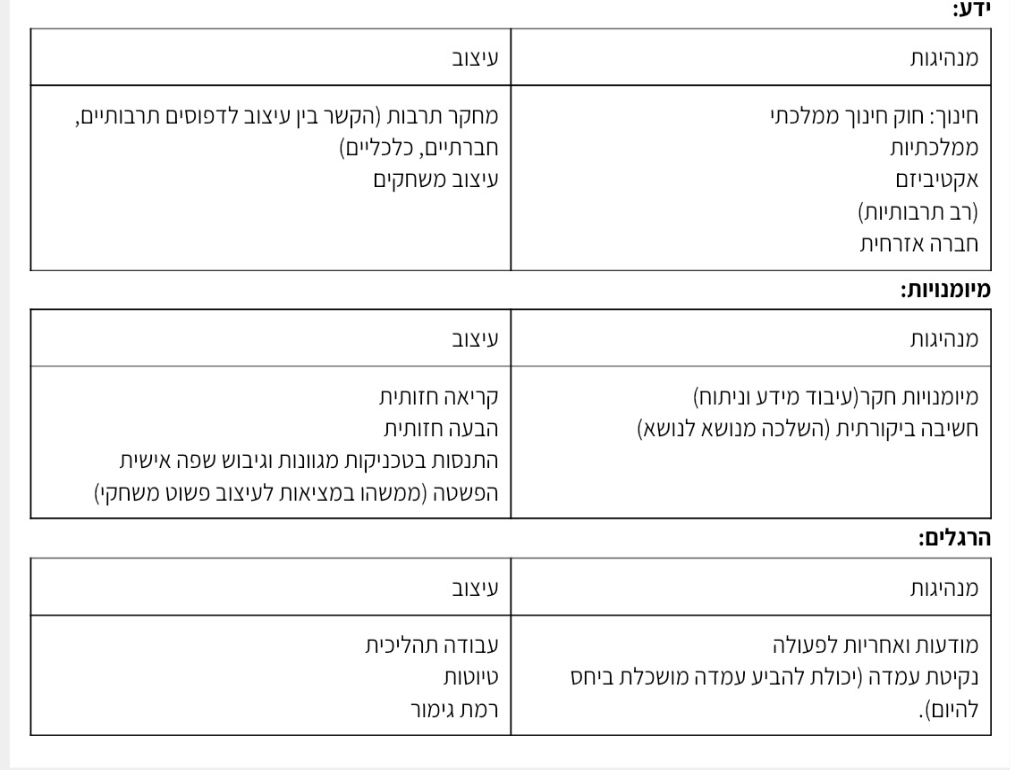 ידע:
מנהיגות
עיצוב
חינוך: חוק חינוך ממלכתי
ממלכתיות
אקטיביזם
(רב תרבותיות)
חברה אזרחית
מחקר תרבות (הקשר בין עיצוב לדפוסים תרבותיים,
חברתיים, כלכליים)
עיצוב משחקים
מיומנויות:
מנהיגות
עיצוב
מיומנויות חקר(עיבוד מידע וניתוח)
חשיבה ביקורתית (השלכה מנושא לנושא)
קריאה חזותית
הבעה חזותית
התנסות בטכניקות מגוונות וגיבוש שפה אישית
הפשטה (ממשהו במציאות לעיצוב פשוט משחקי)
הרגלים:
מנהיגות
עיצוב
מודעות ואחריות לפעולה
נקיטת עמדה (יכולת להביע עמדה מושכלת ביחס
להיום).
עבודה תהליכית
טיוטות
רמת גימור